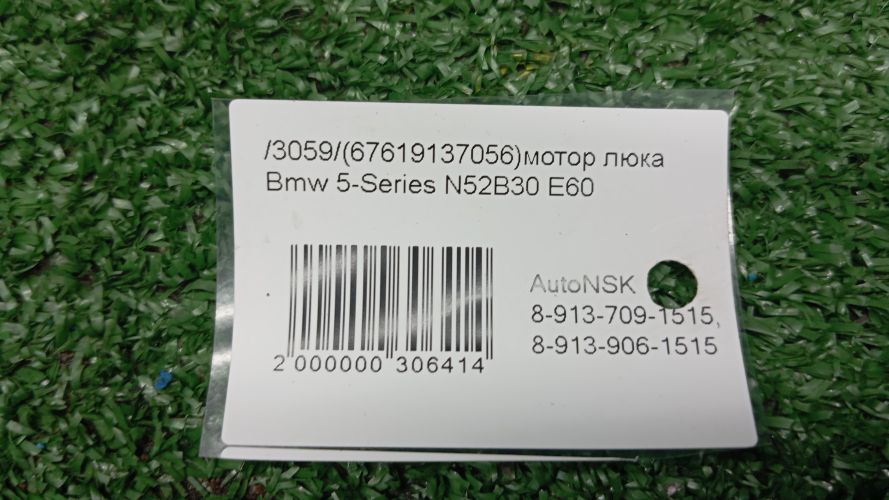 /3059/(67619137056)мотор люка
Bmw 5-Series N52B30 E60
AutoNSK
8-913-709-1515,
8-913-906-1515
2 000000 306414